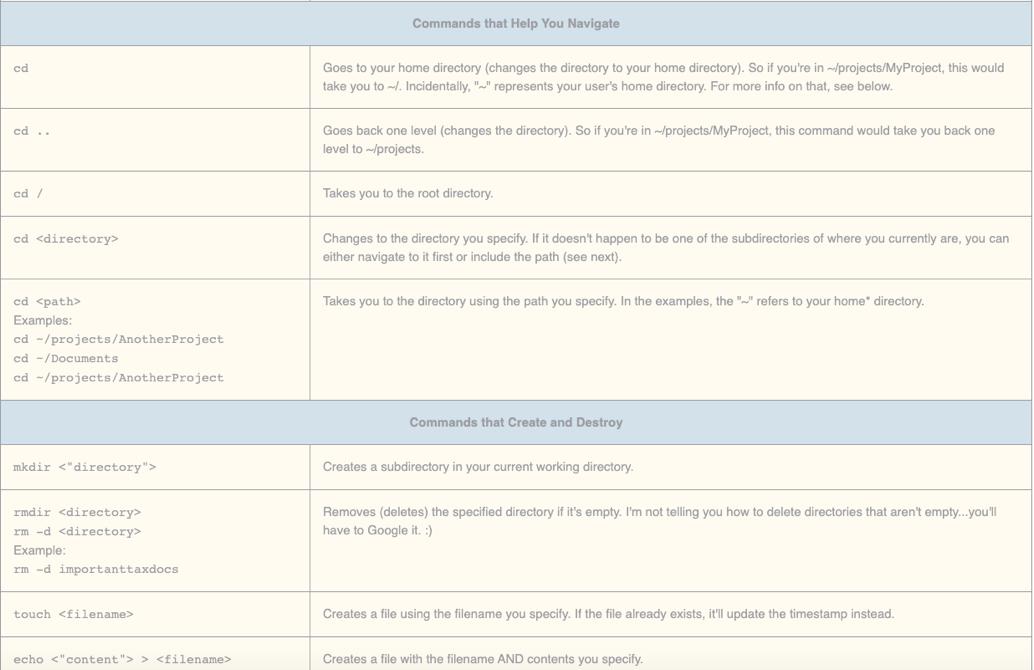 Commands that Help You Navigate
cd
Goes to your home directory (changes the directory to your home directory). So if you're in ~/projects/MyProject, this would
take you to ~/. Incidentally, "~" represents your user's home directory. For more info on that, see below.
cd ..
Goes back one level (changes the directory). So if you're in ~/projects/MyProject, this command would take you back one
level to ~/projects.
cd /
Takes you to the root directory.
cd <directory>
Changes to the directory you specify. If it doesn't happen to be one of the subdirectories of where you currently are, you can
either navigate to it first or include the path (see next).
cd <path>
Examples:
cd ~/projects/AnotherProject
cd ~/Documents
cd ~/projects/AnotherProject
Takes you to the directory using the path you specify. In the examples, the "~" refers to your home* directory.
Commands that Create and Destroy
mkdir <"directory">
Creates a subdirectory in your current working directory.
rmdir <directory>
rm -d <directory>
Example:
rm -d importanttaxdocs
Removes (deletes) the specified directory if it's empty. I'm not telling you how to delete directories that aren't empty...you'll
have to Google it. :)
touch <filename>
Creates a file using the filename you specify. If the file already exists, it'll update the timestamp instead.
echo <"content"> > <filename>
Creates a file with the filename AND contents you specify.